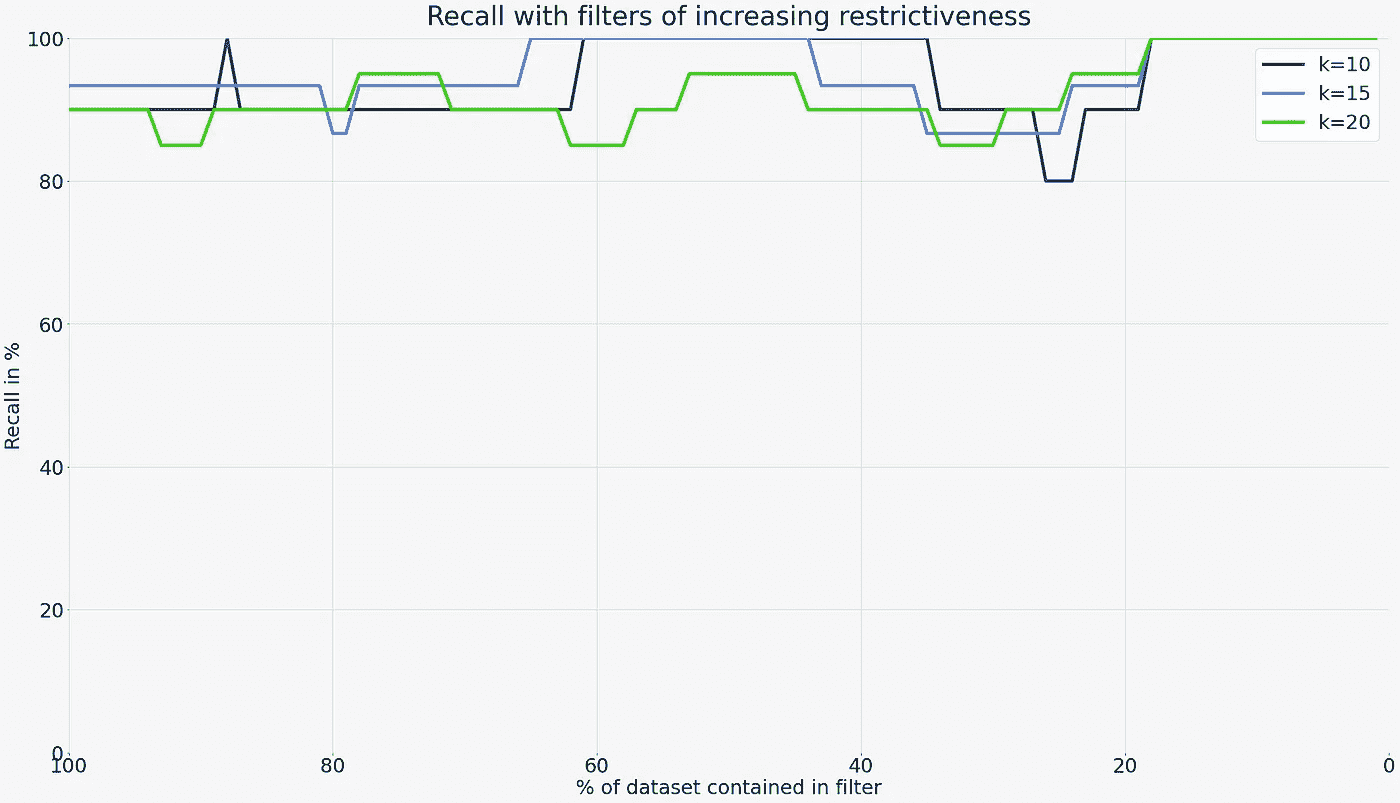 Recall with filters of increasing restrictiveness
100
80
60
40
20
0
Recall in %
k=10
k=15
k=20
100 80 60 40 20 0
% of dataset contained in filter